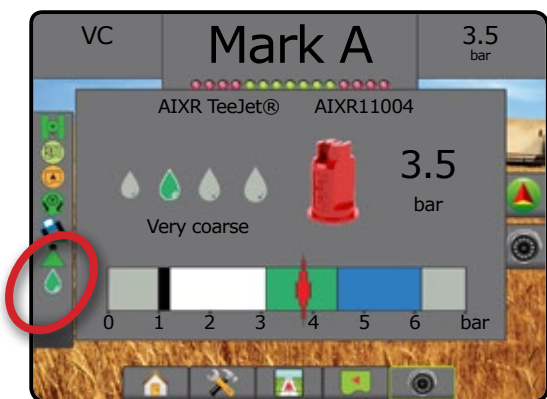 VC
Mark A
3.5
bar
AIXR TeeJet® AIXR11004
3.5
bar
Very coarse
0 1 2 3 4 5 6 bar